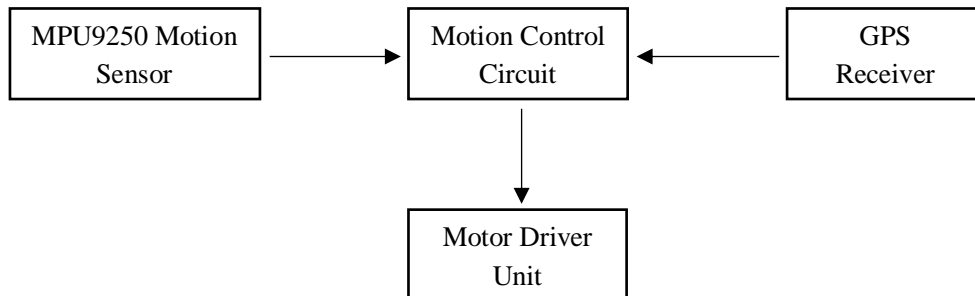 MPU9250 Motion
Sensor
Motion Control
Circuit
GPS
Receiver
Motor Driver
Unit